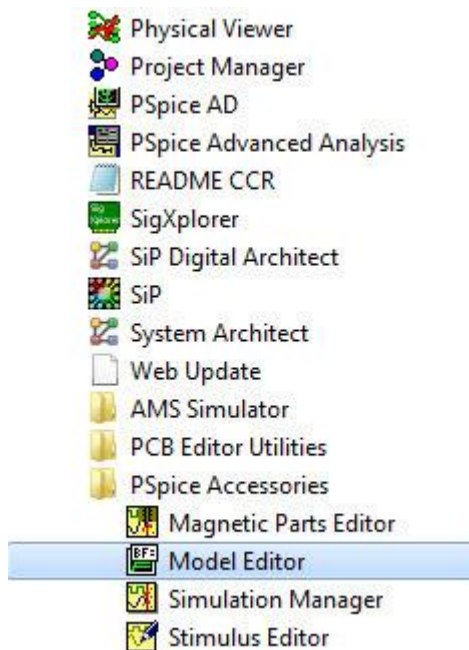 Physical Viewer
Project Manager
PSpice AD
PSpice Advanced Analysis
README CCR
SigXplorer
SiP Digital Architect
SiP
System Architect
Web Update
AMS Simulator
PCB Editor Utilities
PSpice Accessories
Magnetic Parts Editor
Model Editor
Simulation Manager
Stimulus Editor